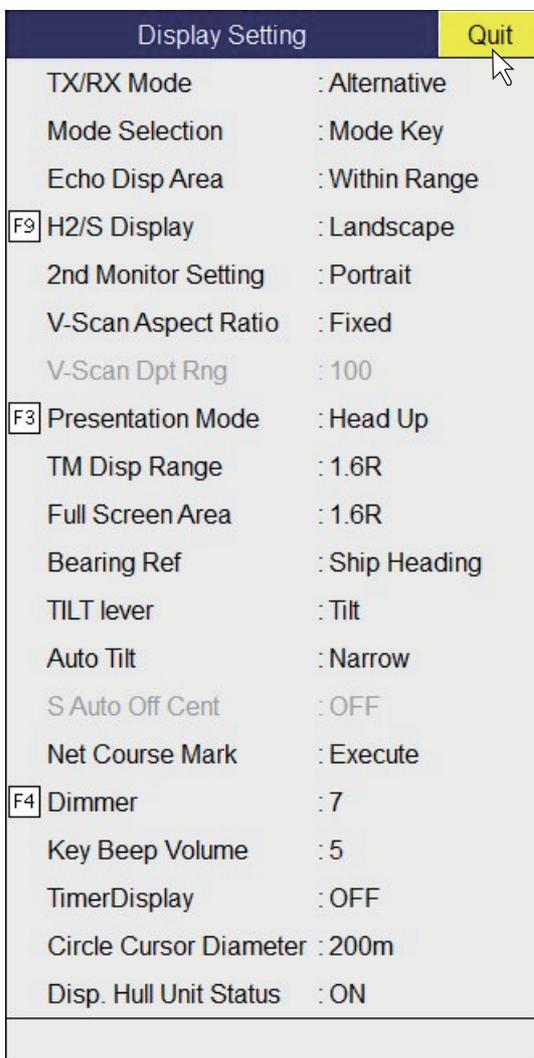 Display Setting Quit
TX/RX Mode : Alternative
Mode Selection : Mode Key
Echo Disp Area : Within Range
F9 H2/S Display : Landscape
2nd Monitor Setting : Portrait
V-Scan Aspect Ratio : Fixed
V-Scan Dpt Rng : 100
F3 Presentation Mode : Head Up
TM Disp Range : 1.6R
Full Screen Area : 1.6R
Bearing Ref : Ship Heading
TILT lever : Tilt
Auto Tilt : Narrow
S Auto Off Cent : OFF
Net Course Mark : Execute
F4 Dimmer : 7
Key Beep Volume : 5
TimerDisplay : OFF
Circle Cursor Diameter : 200m
Disp. Hull Unit Status : ON